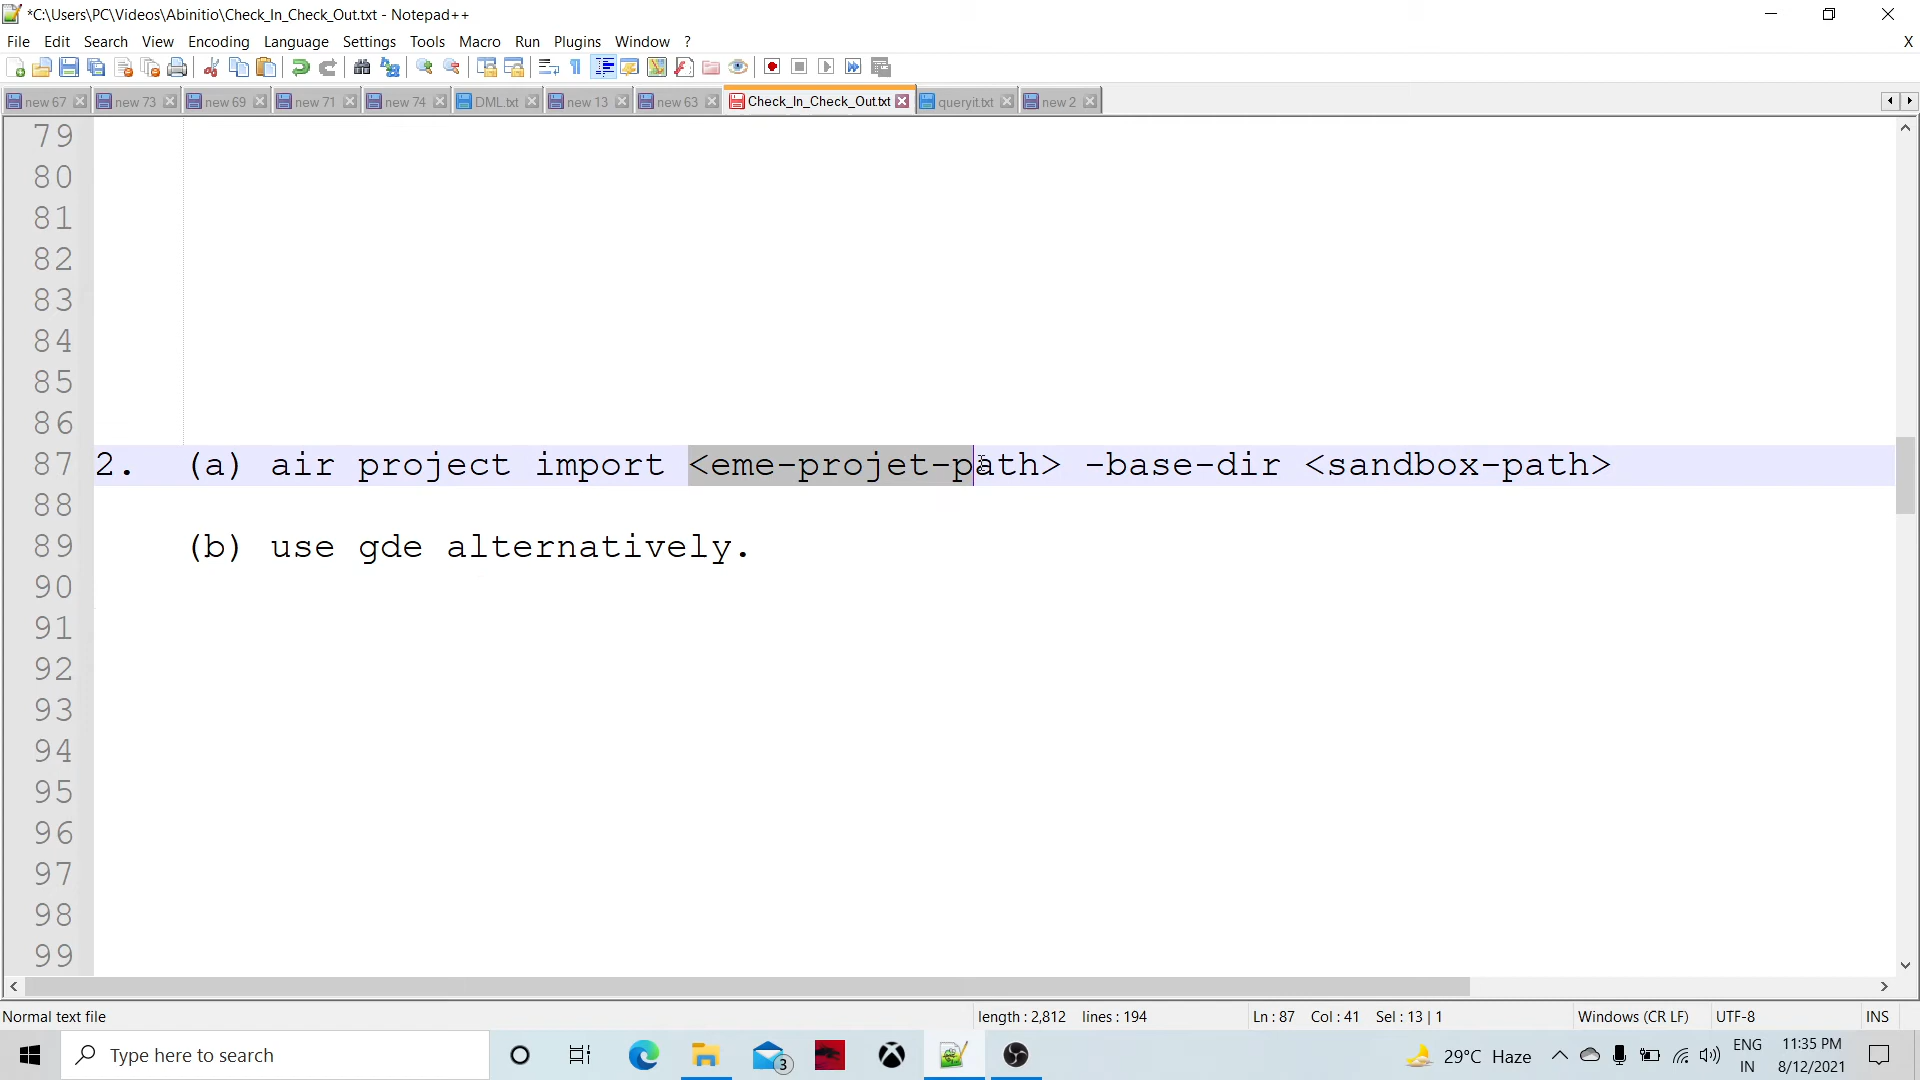 *C:\Users\PC\Videos\Abinitio\Check_In_Check_Out.txt - Notepad++
File Edit Search View Encoding Language Settings Tools Macro Run Plugins Window ? X
new 67 new 73 new 69 new 71 new 74 DML.txt new 13 new 63 Check_In_Check_Out.txt queryit.txt new 2
79
80
81
82
83
84
85
86
87 2. (a) air project import <eme-projet-path> -base-dir <sandbox-path>
88
89 (b) use gde alternatively.
90
91
92
93
94
95
96
97
98
99
Normal text file length : 2,812 lines : 194 Ln : 87 Col : 41 Sel : 13 | 1 Windows (CR LF) UTF-8 INS
Type here to search 3 29°C Haze ENG IN 11:35 PM 8/12/2021